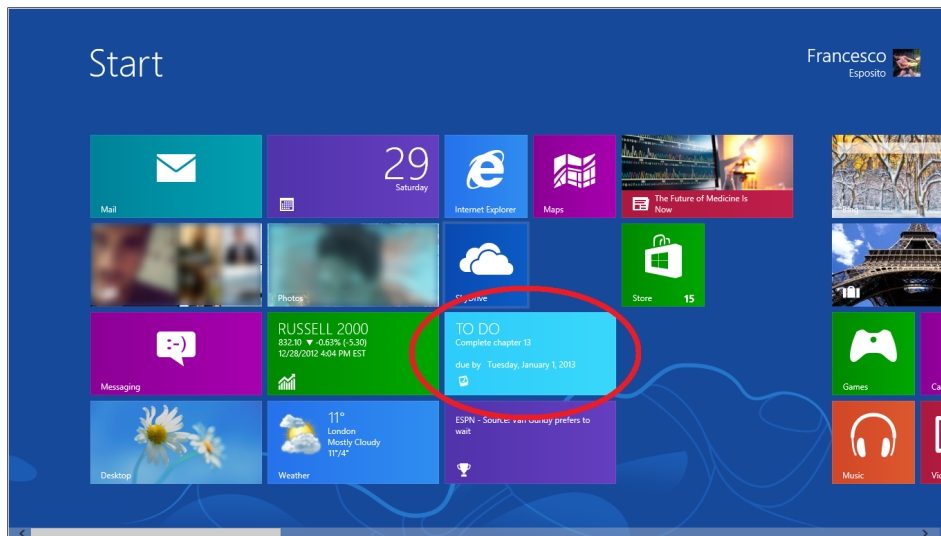 Start
Francesco
Esposito
Mail
29
Saturday
Internet Explorer
Maps
The Future of Medicine Is
Now
Photos
SkyDrive
Store 15
Messaging
RUSSELL 2000
832.10 ▼ -0.63% (-5.30)
12/28/2012 4:04 PM EST
TO DO
Complete chapter 13
due by Tuesday, January 1, 2013
Games
Desktop
11°
London
Mostly Cloudy
11°/4°
Weather
ESPN - Source: Van Gundy prefers to
wait
Music